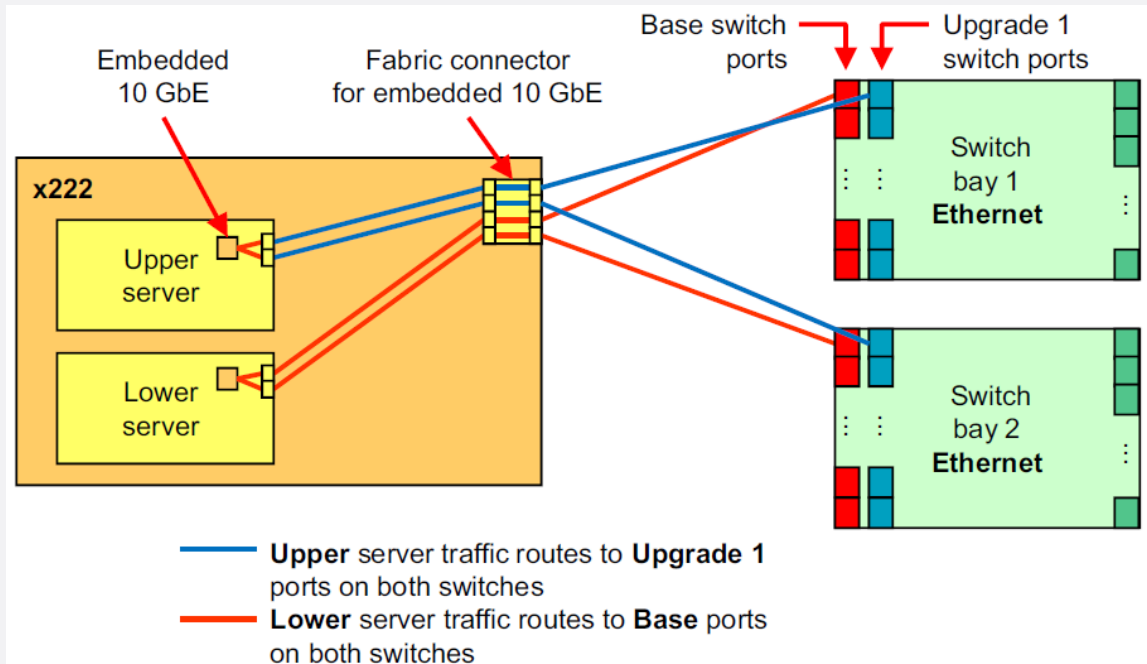 Base switch
ports
Upgrade 1
switch ports
Embedded
10 GbE
Fabric connector
for embedded 10 GbE
x222
Upper
server
Lower
server
Switch
bay 1
Ethernet
Switch
bay 2
Ethernet
Upper server traffic routes to Upgrade 1
ports on both switches
Lower server traffic routes to Base ports
on both switches